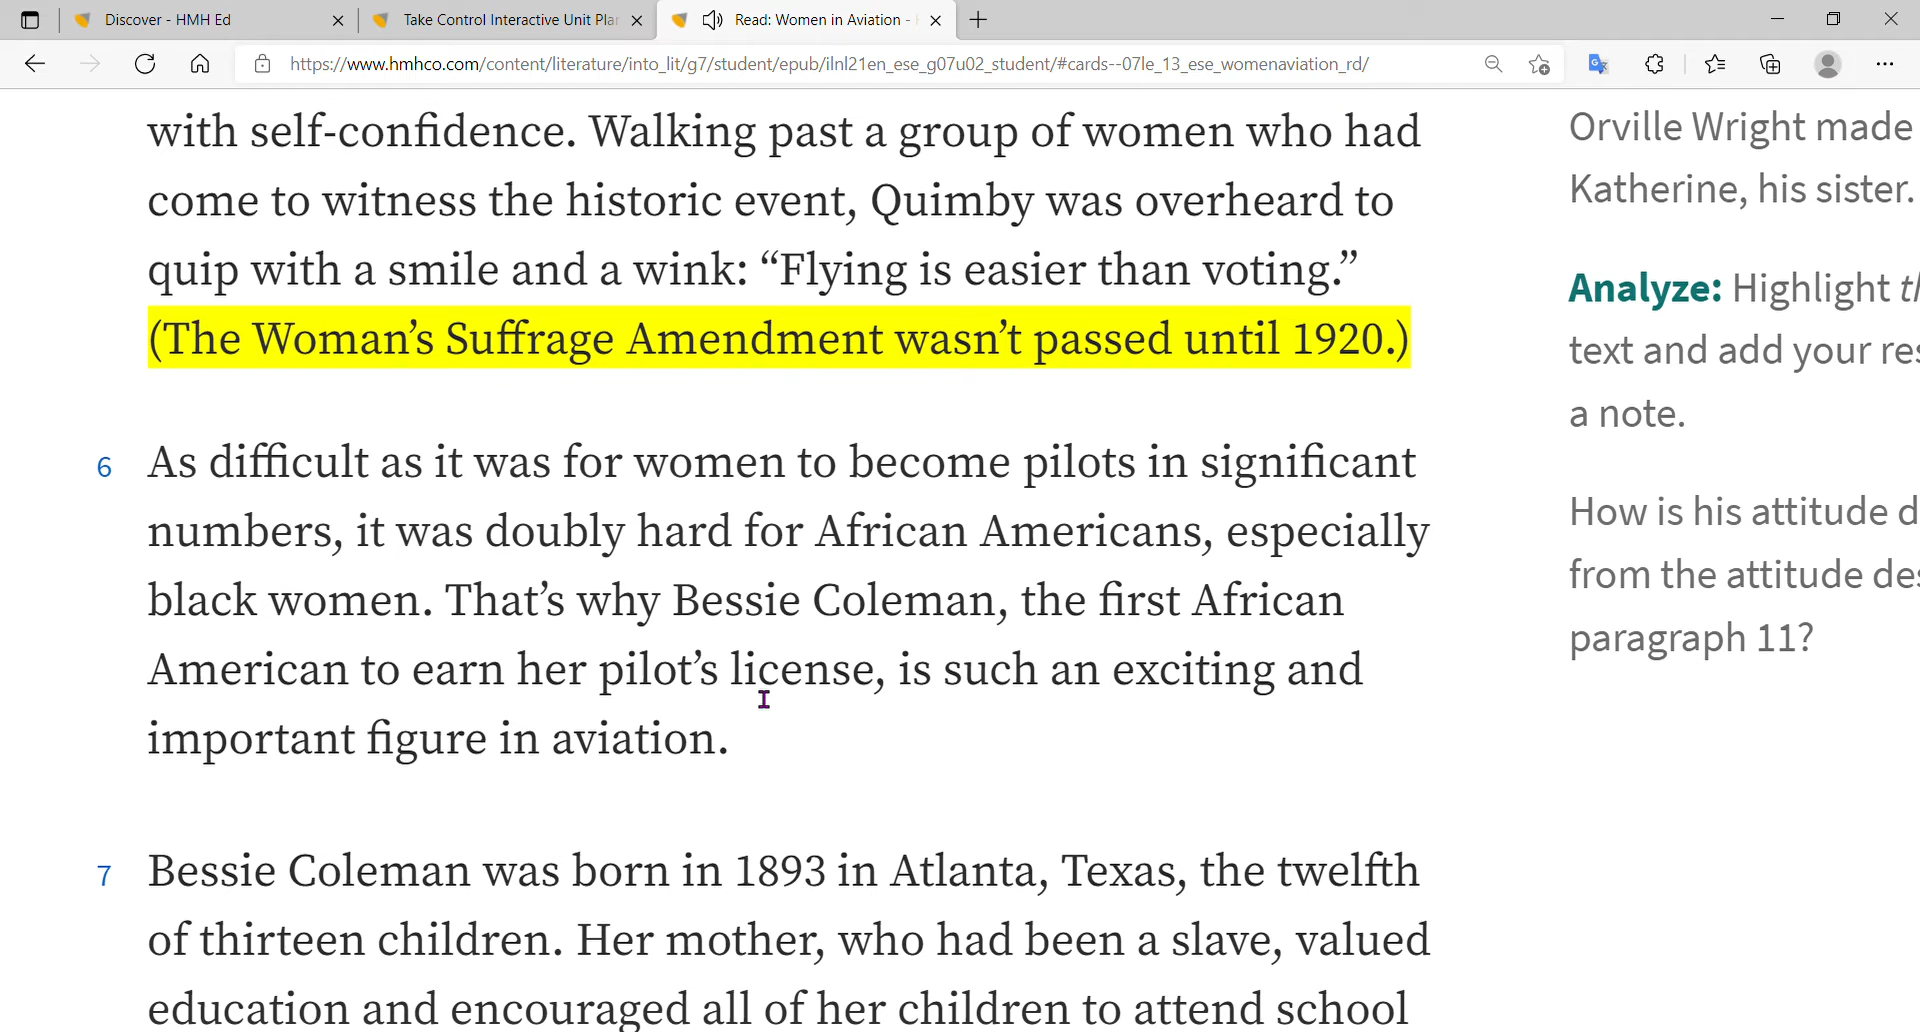 Discover - HMH Ed
Take Control Interactive Unit Pla
Read: Women in Aviation -
https://www.hmhco.com/content/literature/into_lit/g7/student/epub/ilnl21en_ese_g07u02_student/#cards--07le_13_ese_womenaviation_rd/
with self-confidence. Walking past a group of women who had
come to witness the historic event, Quimby was overheard to
quip with a smile and a wink: “Flying is easier than voting.”
(The Woman’s Suffrage Amendment wasn’t passed until 1920.)
6 As difficult as it was for women to become pilots in significant
numbers, it was doubly hard for African Americans, especially
black women. That’s why Bessie Coleman, the first African
American to earn her pilot’s license, is such an exciting and
important figure in aviation.
7 Bessie Coleman was born in 1893 in Atlanta, Texas, the twelfth
of thirteen children. Her mother, who had been a slave, valued
education and encouraged all of her children to attend school
Orville Wright made
Katherine, his sister.
Analyze: Highlight
text and add your
a note.
How is his attitude
from the attitude
paragraph 11?